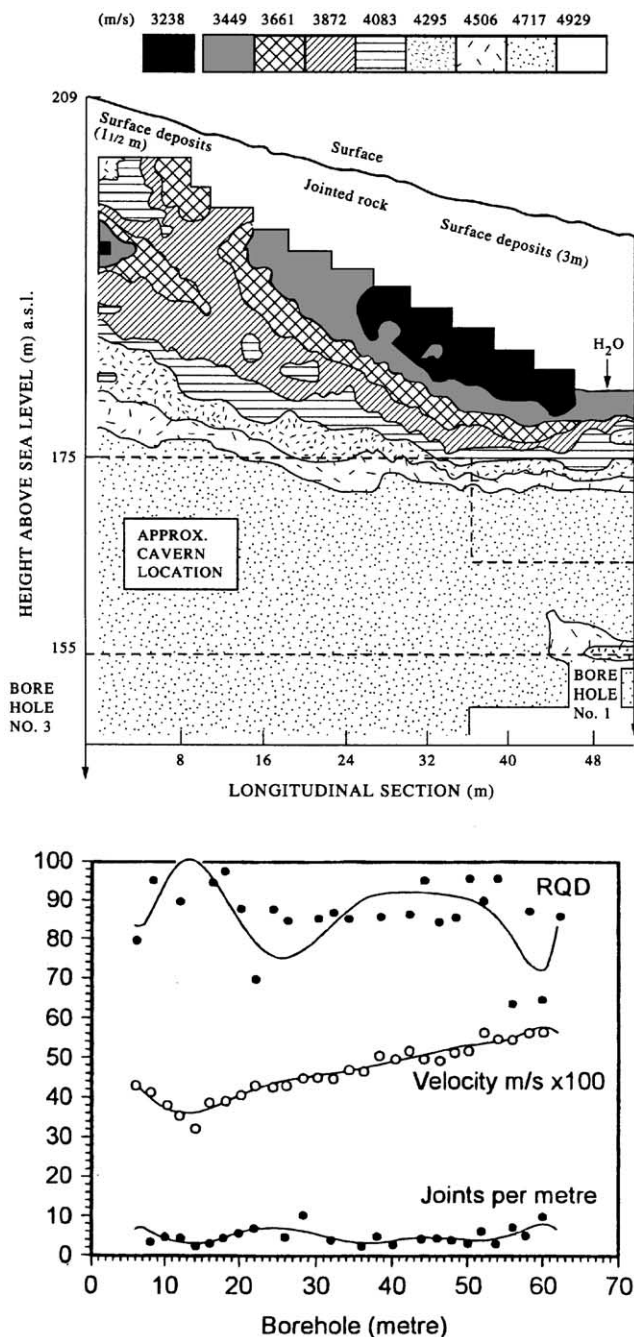 (m/s) 3238 3449 3661 3872 4083 4295 4506 4717 4929
209
Surface deposits
(1 1/2 m)
Surface
Jointed rock
Surface deposits (3m)
H₂O
HEIGHT ABOVE SEA LEVEL (m) a.s.l.
175
APPROX.
CAVERN
LOCATION
155
BORE
HOLE
NO. 3
BORE
HOLE
No. 1
8 16 24 32 40 48
LONGITUDINAL SECTION (m)
100
90
80
70
60
50
40
30
20
10
0
RQD
Velocity m/s x100
Joints per metre
0 10 20 30 40 50 60 70
Borehole (metre)